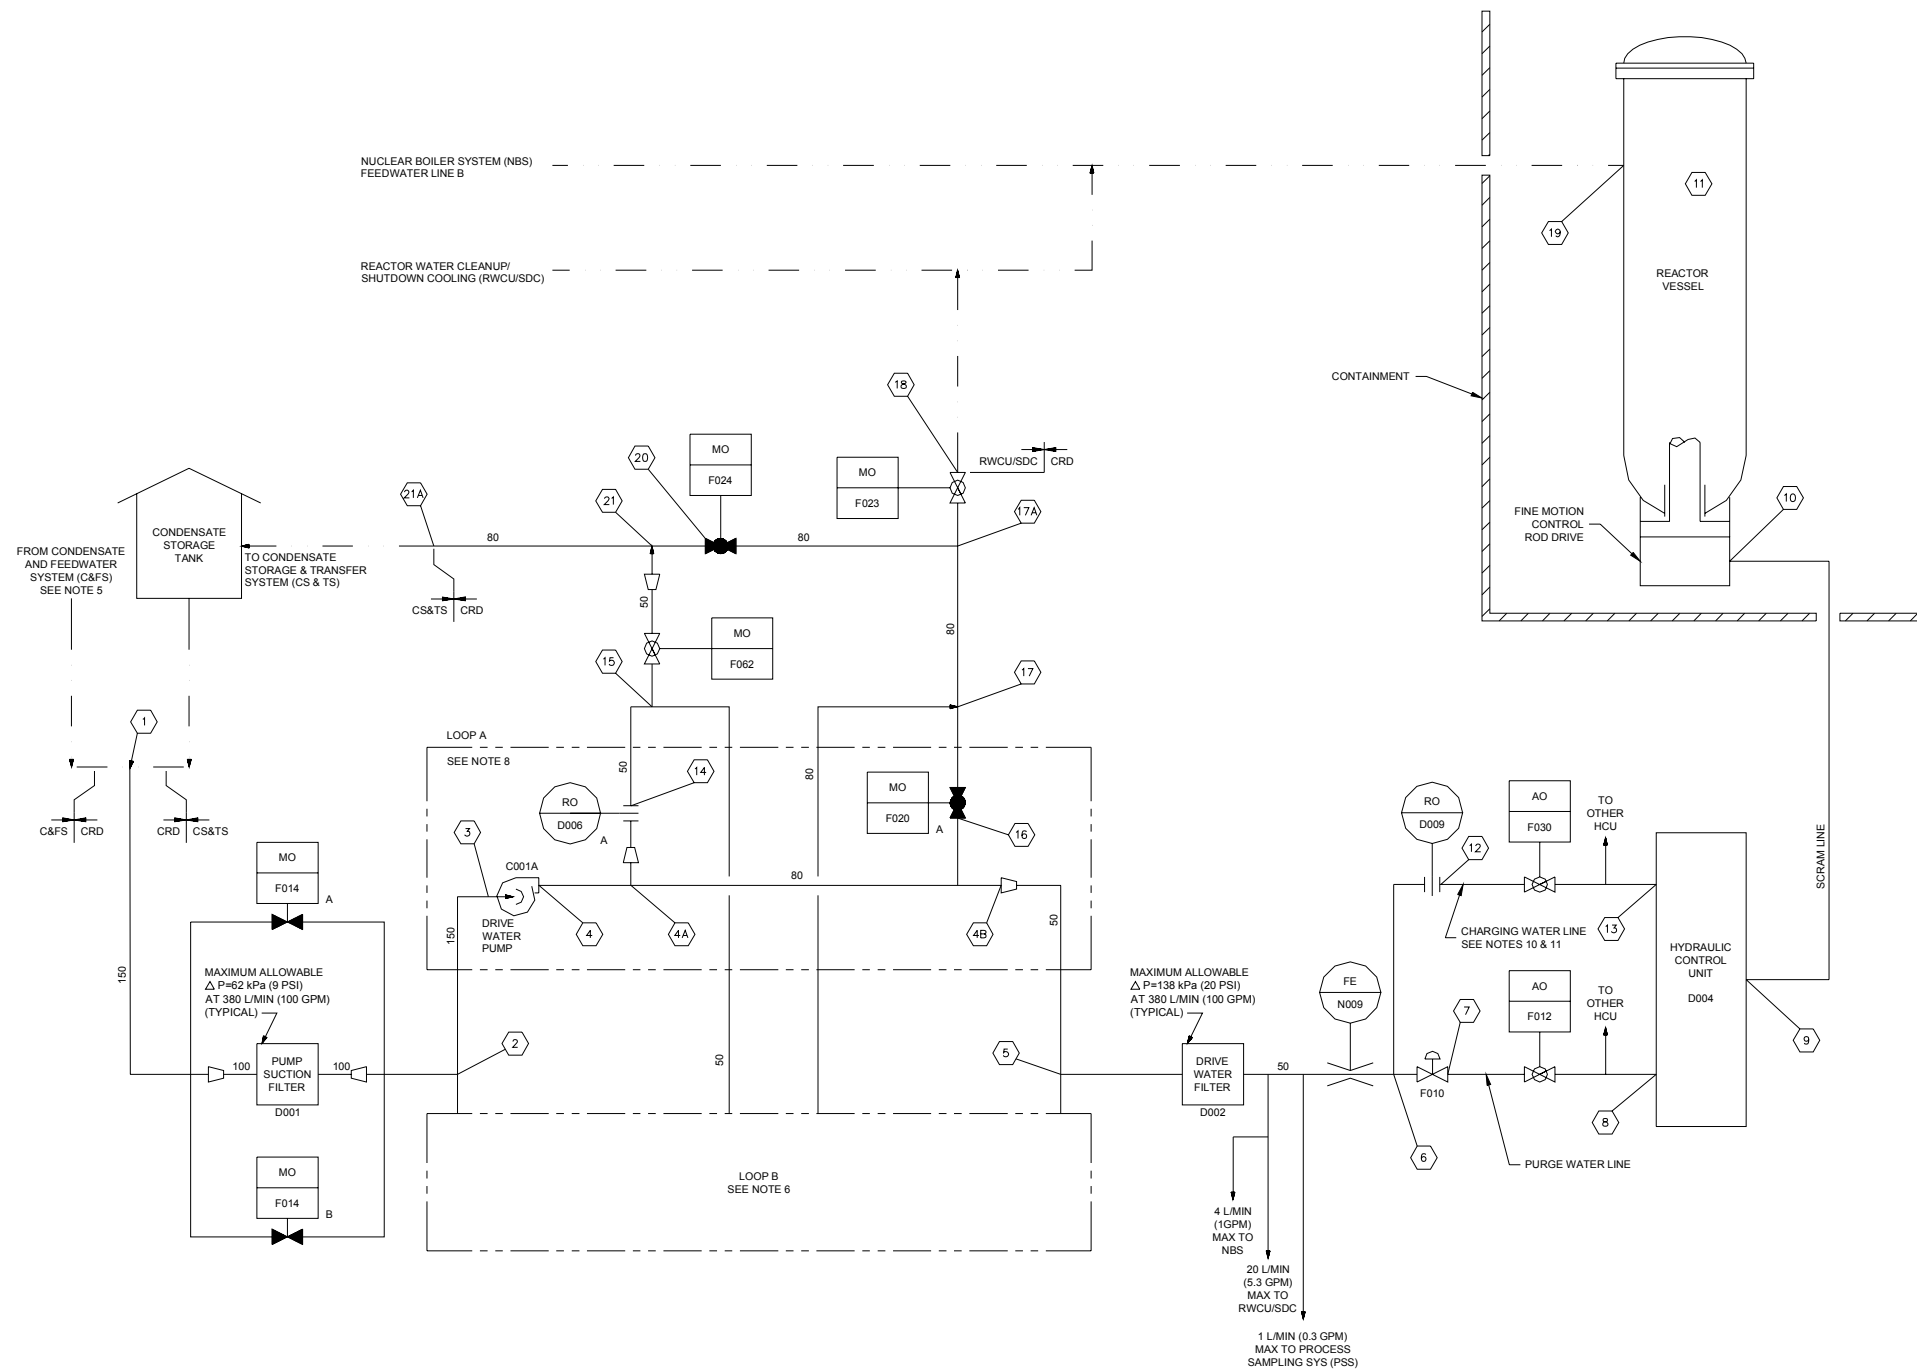 NUCLEAR BOILER SYSTEM (NBS)
FEEDWATER LINE B
11
19
REACTOR WATER CLEANUP/
SHUTDOWN COOLING (RWCU/SDC)
REACTOR
VESSEL
CONTAINMENT
18
MO
F024
20
RWCU/SDC
CRD
MO
F023
21A
21
17A
10
FINE MOTION
CONTROL
ROD DRIVE
CONDENSATE
STORAGE
TANK
80
80
FROM CONDENSATE
AND FEEDWATER
SYSTEM (C&FS)
SEE NOTE 5
TO CONDENSATE
STORAGE & TRANSFER
SYSTEM (CS & TS)
CS&TS
CRD
50
80
MO
F062
15
17
1
LOOP A
SEE NOTE 8
50
14
80
RO
D006
A
MO
F020
A
16
C&FS
CRD
CRD
CS&TS
3
C001A
DRIVE
WATER
PUMP
4
4A
80
4B
50
150
MO
F014
A
150
MAXIMUM ALLOWABLE
Δ P=62 kPa (9 PSI)
AT 380 L/MIN (100 GPM)
(TYPICAL)
100
PUMP
SUCTION
FILTER
D001
100
2
50
5
MO
F014
B
LOOP B
SEE NOTE 6
MAXIMUM ALLOWABLE
Δ P=138 kPa (20 PSI)
AT 380 L/MIN (100 GPM)
(TYPICAL)
DRIVE
WATER
FILTER
D002
50
FE
N009
RO
D009
12
AO
F030
TO
OTHER
HCU
CHARGING WATER LINE
SEE NOTES 10 & 11
13
HYDRAULIC
CONTROL
UNIT
D004
SCRAM LINE
7
AO
F012
TO
OTHER
HCU
9
F010
8
6
PURGE WATER LINE
4 L/MIN
(1GPM)
MAX TO
NBS
20 L/MIN
(5.3 GPM)
MAX TO
RWCU/SDC
1 L/MIN (0.3 GPM)
MAX TO PROCESS
SAMPLING SYS (PSS)